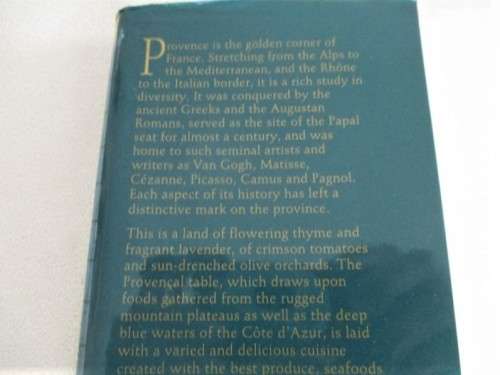 Provence is the golden corner of
France. Stretching from the Alps to
the Mediterranean, and the Rhône
to the Italian border, it is a rich study in
diversity. It was conquered by the
ancient Greeks and the Augustan
Romans, served as the site of the Papal
seat for almost a century, and was
home to such seminal artists and
writers as Van Gogh, Matisse,
Cézanne, Picasso, Camus and Pagnol.
Each aspect of its history has left a
distinctive mark on the province.
This is a land of flowering thyme and
fragrant lavender, of crimson tomatoes
and sun-drenched olive orchards. The
Provençal table, which draws upon
foods gathered from the rugged
mountain plateaus as well as the deep
blue waters of the Côte d'Azur, is laid
with a varied and delicious cuisine
created with the best produce, seafoods